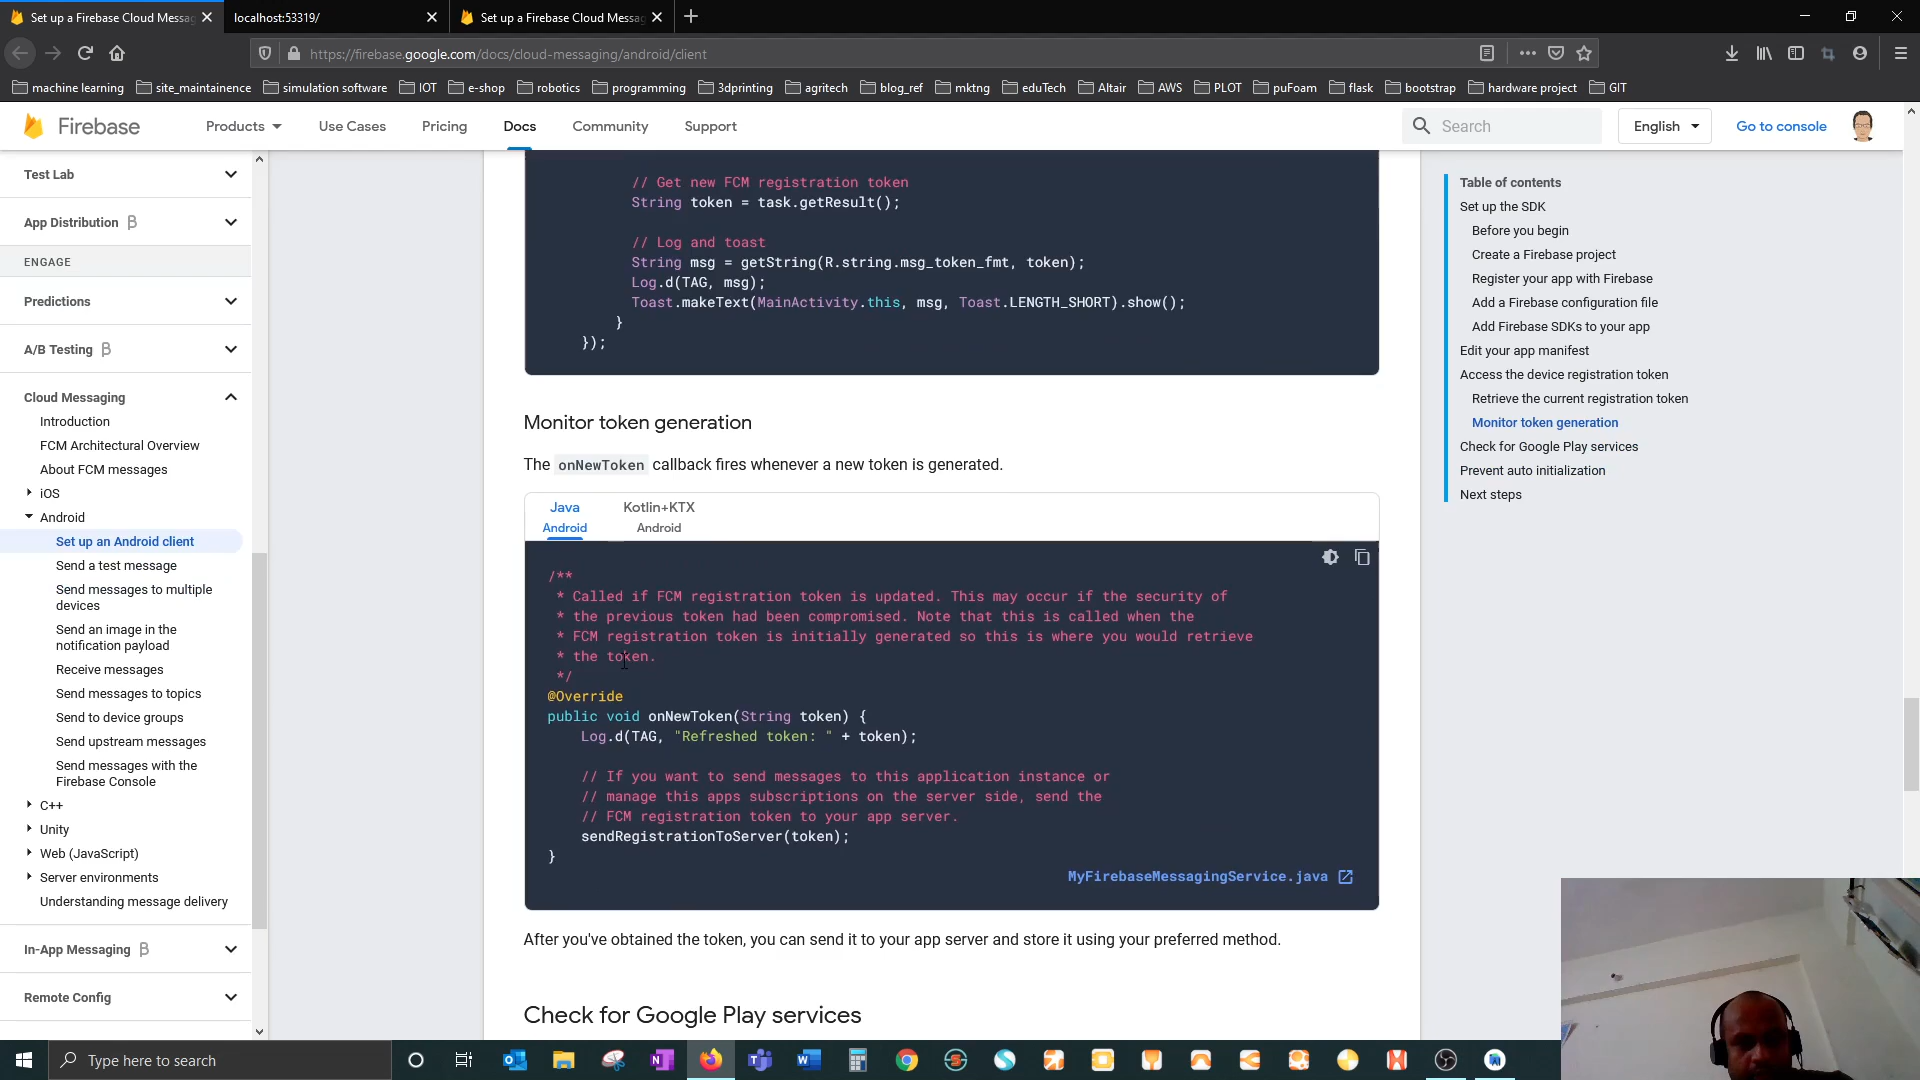 Set up a Firebase Cloud Messag
localhost:53319/
Set up a Firebase Cloud Messag
https://firebase.google.com/docs/cloud-messaging/android/client
machine learning
site_maintainence
simulation software
IOT
e-shop
robotics
programming
3dprinting
agritech
blog_ref
mktng
eduTech
Altair
AWS
PLOT
puFoam
flask
bootstrap
hardware project
GIT
Firebase
Products
Use Cases
Pricing
Docs
Community
Support
Search
English
Go to console
Test Lab
App Distribution β
ENGAGE
Predictions
A/B Testing β
Cloud Messaging
Introduction
FCM Architectural Overview
About FCM messages
iOS
Android
Set up an Android client
Send a test message
Send messages to multiple
devices
Send an image in the
notification payload
Receive messages
Send messages to topics
Send to device groups
Send upstream messages
Send messages with the
Firebase Console
C++
Unity
Web (JavaScript)
Server environments
Understanding message delivery
In-App Messaging β
Remote Config
// Get new FCM registration token
String token = task.getResult();
// Log and toast
String msg = getString(R.string.msg_token_fmt, token);
Log.d(TAG, msg);
Toast.makeText(MainActivity.this, msg, Toast.LENGTH_SHORT).show();
}
});
Monitor token generation
The onNewToken callback fires whenever a new token is generated.
Java
Android
Kotlin+KTX
Android
/**
* Called if FCM registration token is updated. This may occur if the security of
* the previous token had been compromised. Note that this is called when the
* FCM registration token is initially generated so this is where you would retrieve
* the token.
*/
@Override
public void onNewToken(String token) {
Log.d(TAG, "Refreshed token: " + token);
// If you want to send messages to this application instance or
// manage this apps subscriptions on the server side, send the
// FCM registration token to your app server.
sendRegistrationToServer(token);
}
MyFirebaseMessagingService.java
After you've obtained the token, you can send it to your app server and store it using your preferred method.
Check for Google Play services
Table of contents
Set up the SDK
Before you begin
Create a Firebase project
Register your app with Firebase
Add a Firebase configuration file
Add Firebase SDKs to your app
Edit your app manifest
Access the device registration token
Retrieve the current registration token
Monitor token generation
Check for Google Play services
Prevent auto initialization
Next steps
Type here to search